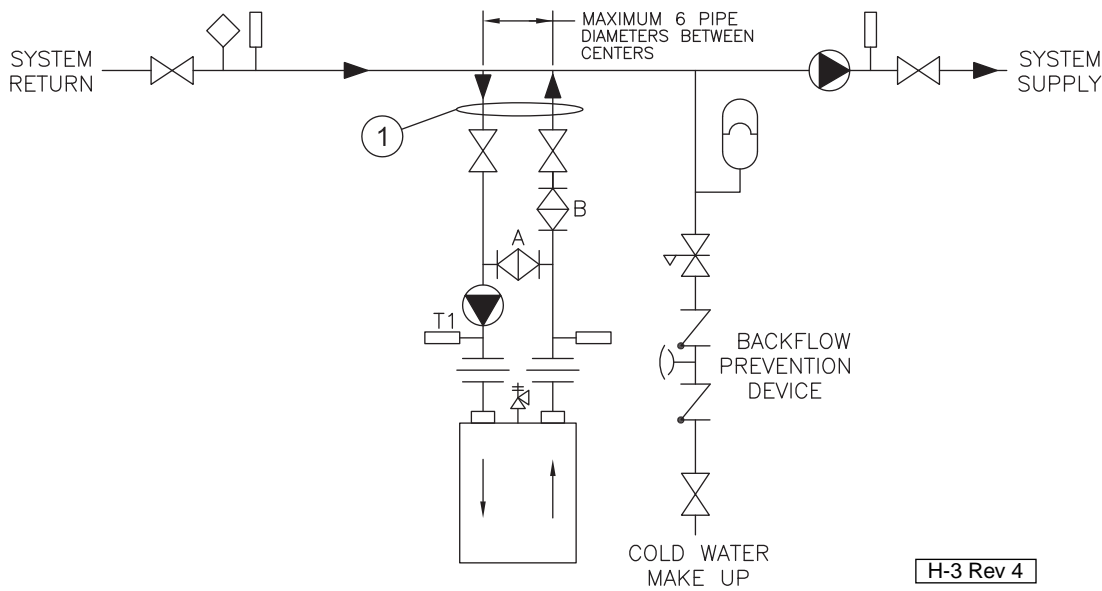 MAXIMUM 6 PIPE
DIAMETERS BETWEEN
CENTERS
SYSTEM
RETURN
SYSTEM
SUPPLY
1
B
A
T1
BACKFLOW
PREVENTION
DEVICE
COLD WATER
MAKE UP
H-3 Rev 4